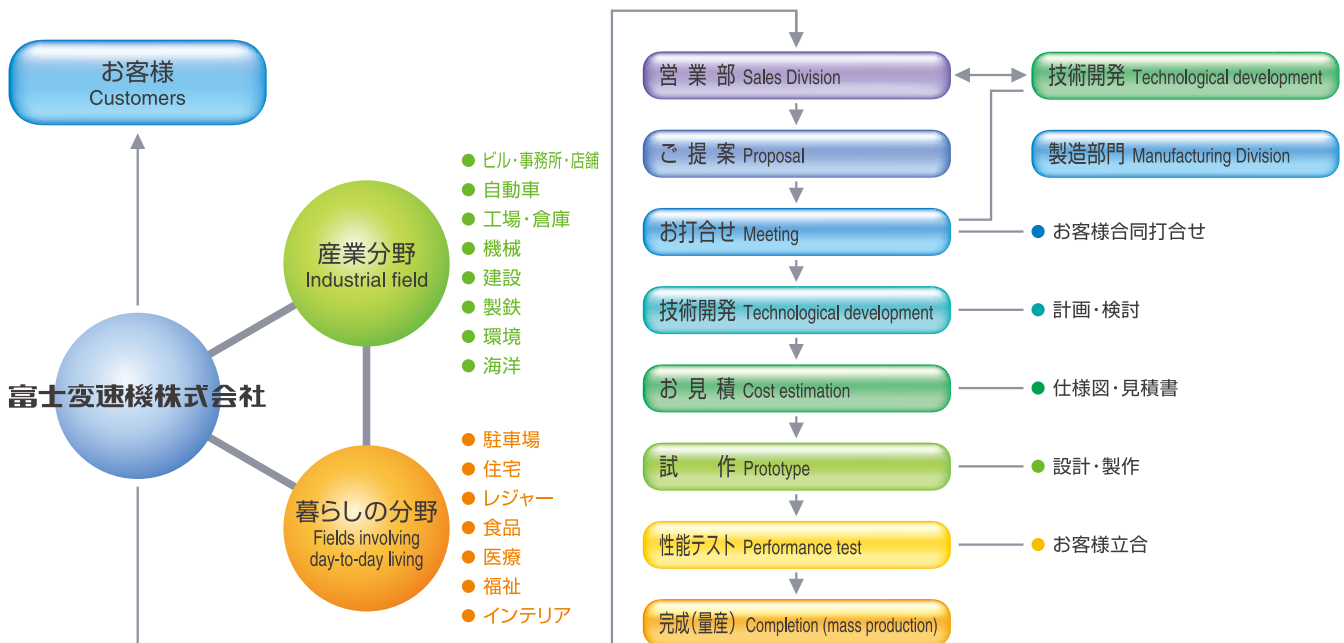 お客様
Customers
産業分野
Industrial field
富士変速機株式会社
暮らしの分野
Fields involving
day-to-day living
● ビル・事務所・店舗
● 自動車
● 工場・倉庫
● 機械
● 建設
● 製鉄
● 環境
● 海洋
● 駐車場
● 住宅
● レジャー
● 食品
● 医療
● 福祉
● インテリア
営業部 Sales Division
技術開発 Technological development
ご提案 Proposal
製造部門 Manufacturing Division
お打合せ Meeting
● お客様合同打合せ
技術開発 Technological development
● 計画・検討
お見積 Cost estimation
● 仕様図・見積書
試作 Prototype
● 設計・製作
性能テスト Performance test
● お客様立合
完成(量産) Completion (mass production)